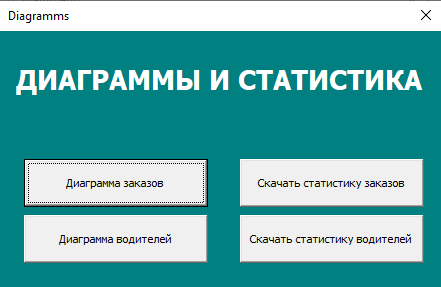 Diagramms
ДИАГРАММЫ И СТАТИСТИКА
Диаграмма заказов
Скачать статистику заказов
Диаграмма водителей
Скачать статистику водителей